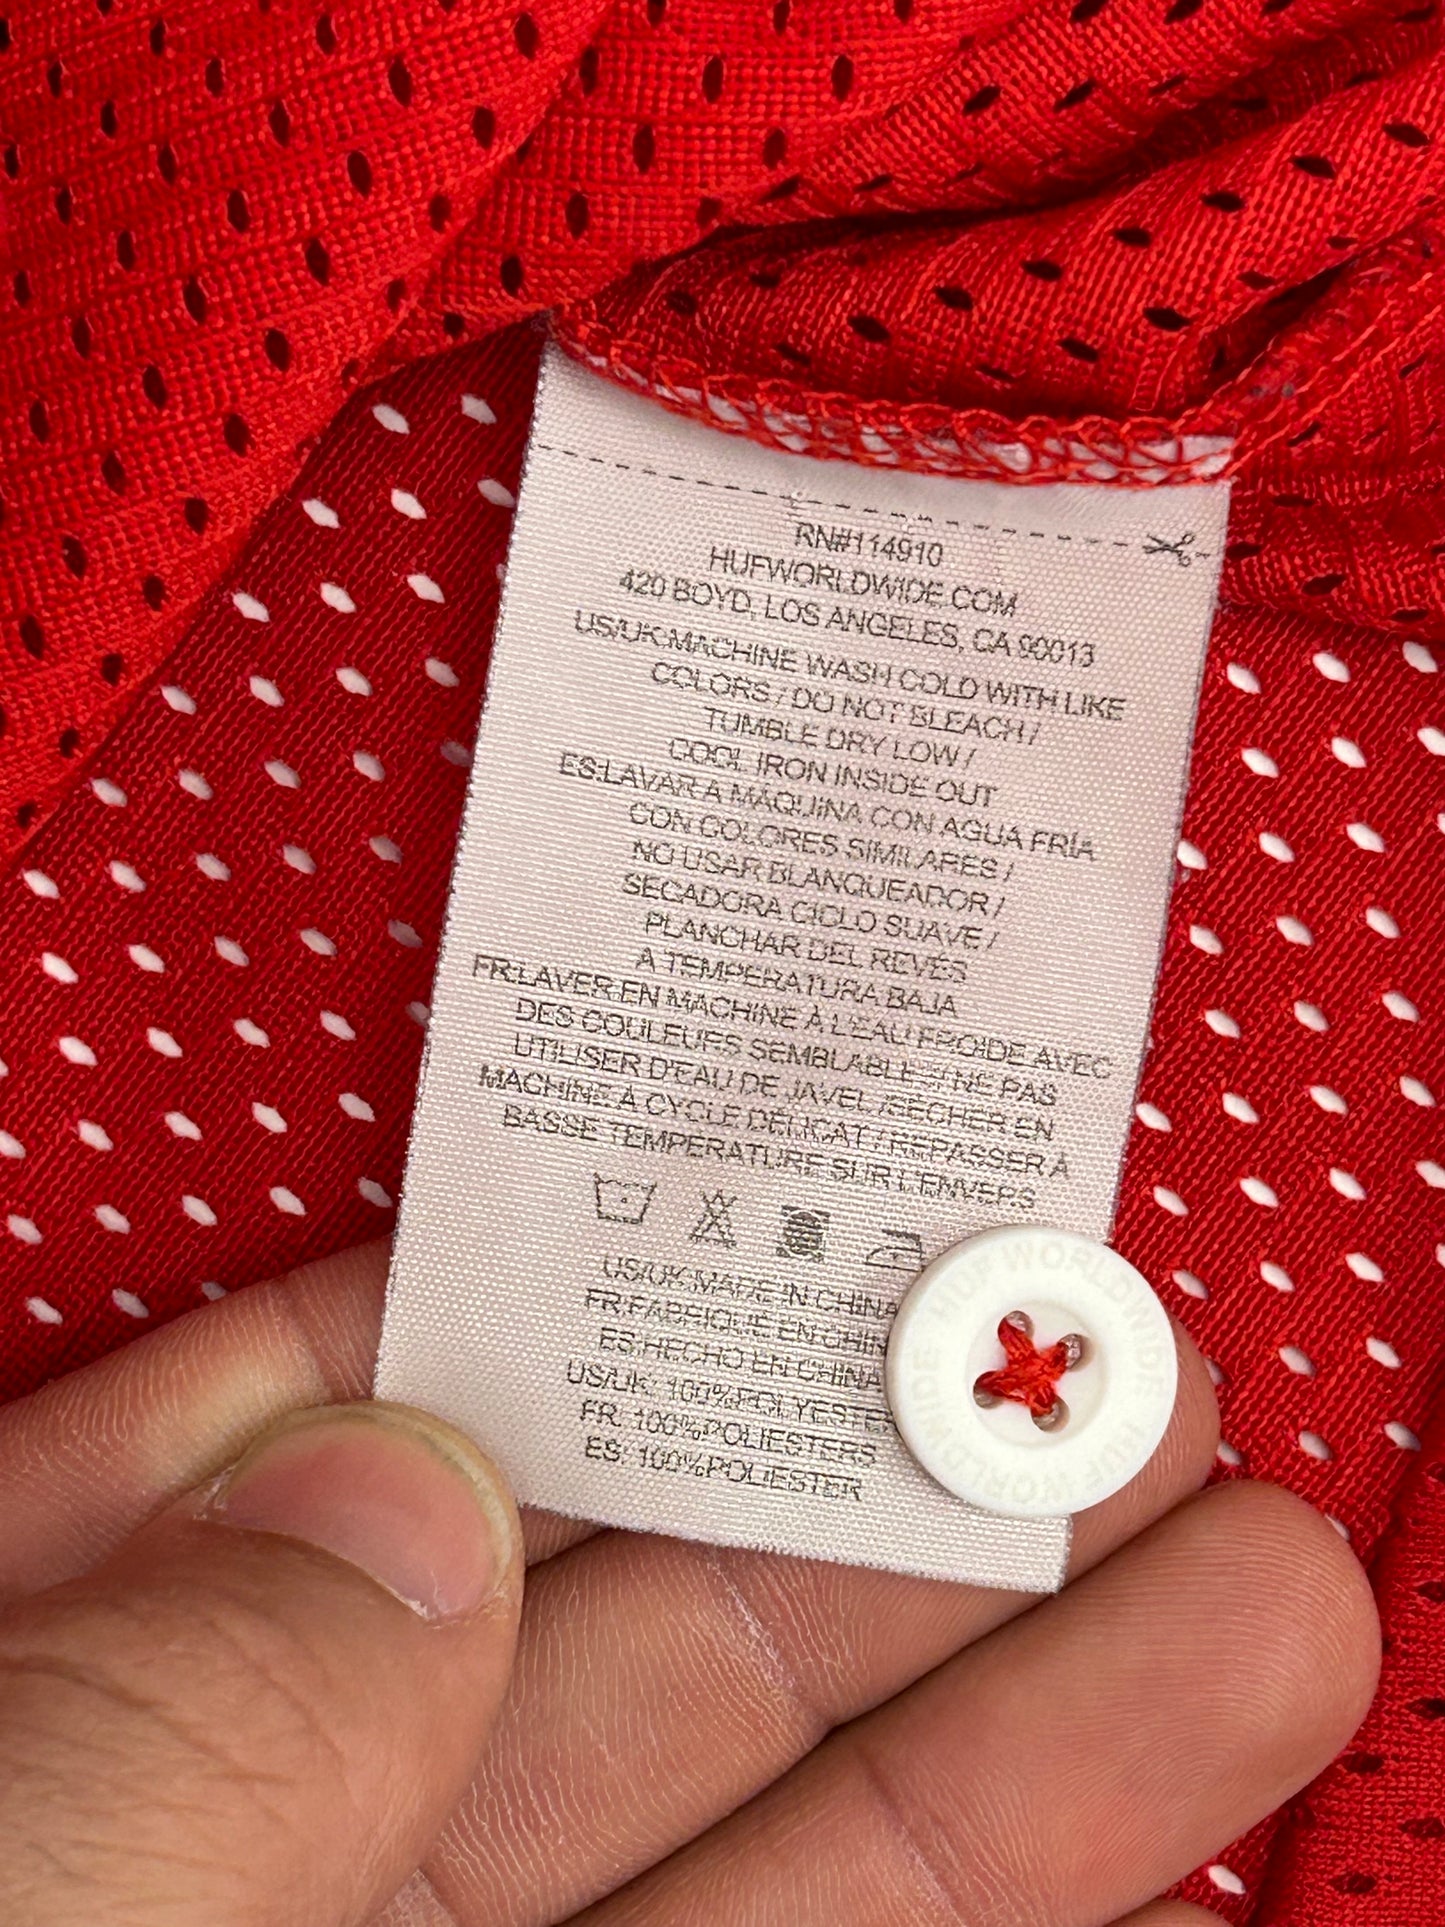 RN#114910
HUFWORLDWIDE.COM
420 BOYD, LOS ANGELES, CA 90013
US/UK:MACHINE WASH COLD WITH LIKE
COLORS / DO NOT BLEACH /
TUMBLE DRY LOW /
COOL IRON INSIDE OUT
ES:LAVAR A MÁQUINA CON AGUA FRÍA
CON COLORES SIMILARES /
NO USAR BLANQUEADOR /
SECADORA CICLO SUAVE /
PLANCHAR DEL REVÉS
A TEMPERATURA BAJA
FR:LAVER EN MACHINE À L'EAU FROIDE AVEC
DES COULEURS SEMBLABLES / NE PAS
UTILISER D'EAU DE JAVEL /SÉCHER EN
MACHINE À CYCLE DÉLICAT / REPASSER À
BASSE TEMPÉRATURE SUR L'ENVERS
US/UK:MADE IN CHINA
FR:FABRIQUE EN CHIN
ES:HECHO EN CHINA
US/UK: 100%POLYESTER
FR: 100%POLIESTERS
ES: 100%POLIESTER
HUF WORLDWIDE HUF WORLDWIDE